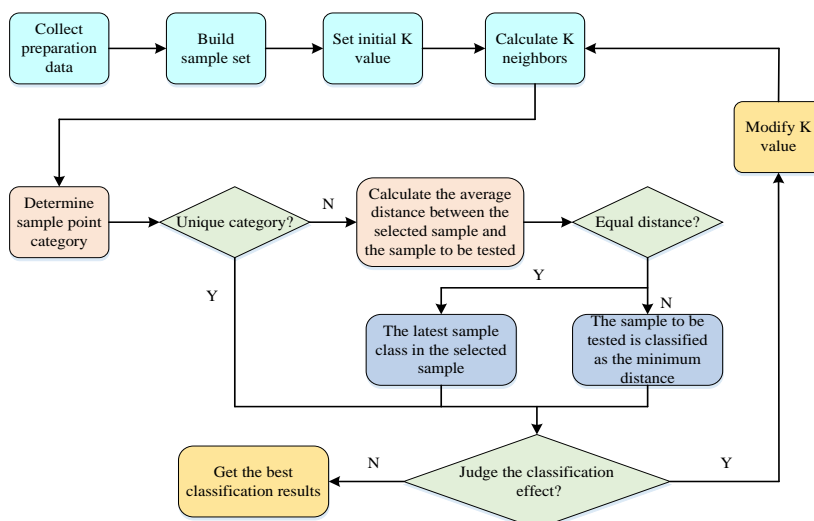 Collect
preparation
data
Build
sample set
Set initial K
value
Calculate K
neighbors
Modify K
value
Determine
sample point
category
Unique category?
N
Calculate the average
distance between the
selected sample and
the sample to be tested
Equal distance?
Y
Y
N
The latest sample
class in the selected
sample
The sample to be
tested is classified
as the minimum
distance
Get the best
classification results
N
Judge the classification
effect?
Y